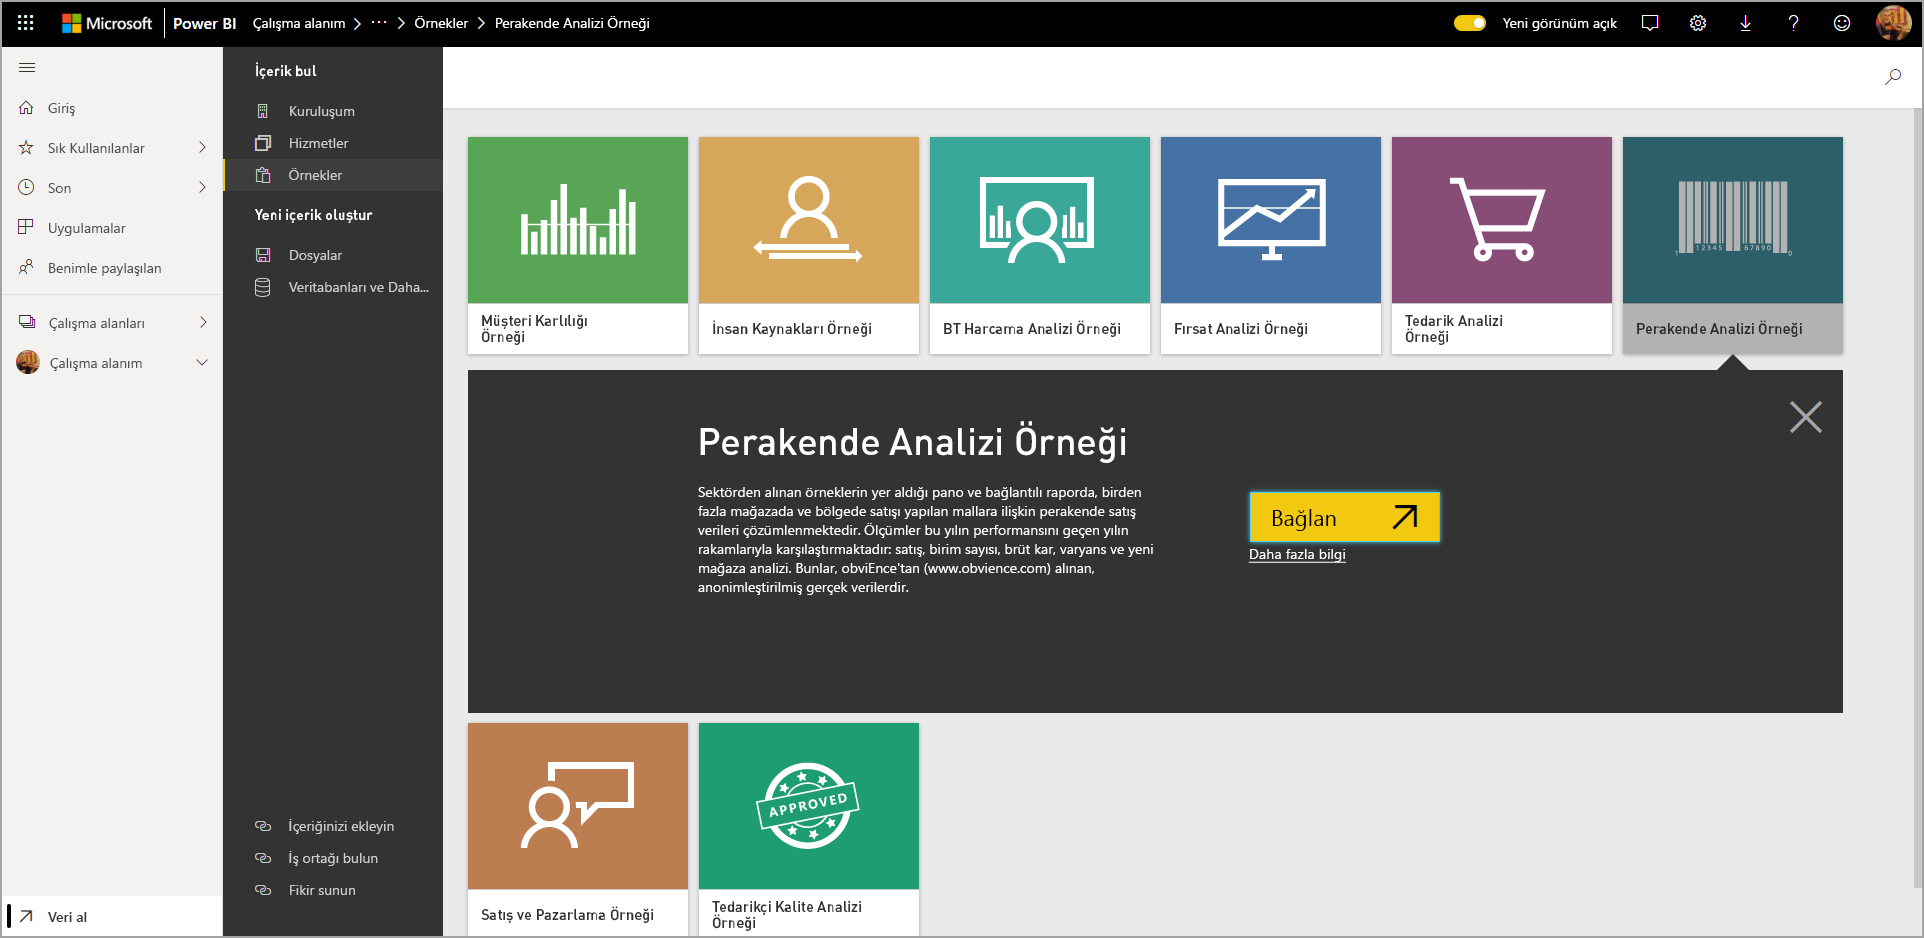 Microsoft
Power BI
Çalışma alanım > ··· > Örnekler > Perakende Analizi Örneği
Yeni görünüm açık
Giriş
Sık Kullanılanlar
Son
Uygulamalar
Benimle paylaşılan
Çalışma alanları
Çalışma alanım
Veri al
İçerik bul
Kuruluşum
Hizmetler
Örnekler
Yeni içerik oluştur
Dosyalar
Veritabanları ve Daha...
İçeriğinizi ekleyin
İş ortağı bulun
Fikir sunun
Müşteri Karlılığı
Örneği
İnsan Kaynakları Örneği
BT Harcama Analizi Örneği
Fırsat Analizi Örneği
Tedarik Analizi
Örneği
1 12345 67890 0
Perakende Analizi Örneği
Perakende Analizi Örneği
Sektörden alınan örneklerin yer aldığı pano ve bağlantılı raporda, birden
fazla mağazada ve bölgede satışı yapılan mallara ilişkin perakende satış
verileri çözümlenmektedir. Ölçümler bu yılın performansını geçen yılın
rakamlarıyla karşılaştırmaktadır: satış, birim sayısı, brüt kar, varyans ve yeni
mağaza analizi. Bunlar, obviEnce'tan (www.obvience.com) alınan,
anonimleştirilmiş gerçek verilerdir.
Bağlan
Daha fazla bilgi
Satış ve Pazarlama Örneği
APPROVED
Tedarikçi Kalite Analizi
Örneği